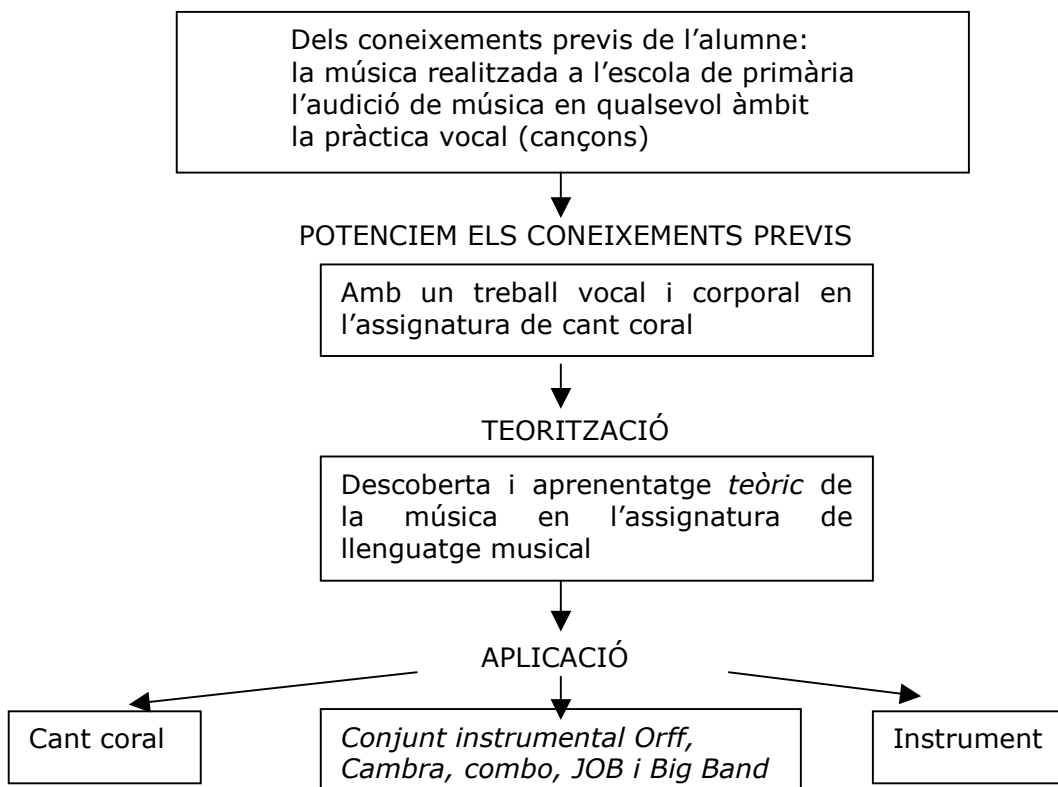 Dels coneixements previs de l’alumne:
la música realitzada a l’escola de primària
l’audició de música en qualsevol àmbit
la pràctica vocal (cançons)
POTENCIEM ELS CONEIXEMENTS PREVIS
Amb un treball vocal i corporal en
l’assignatura de cant coral
TEORITZACIÓ
Descoberta i aprenentatge teòric de
la música en l’assignatura de
llenguatge musical
APLICACIÓ
Cant coral
Conjunt instrumental Orff,
Cambra, combo, JOB i Big Band
Instrument